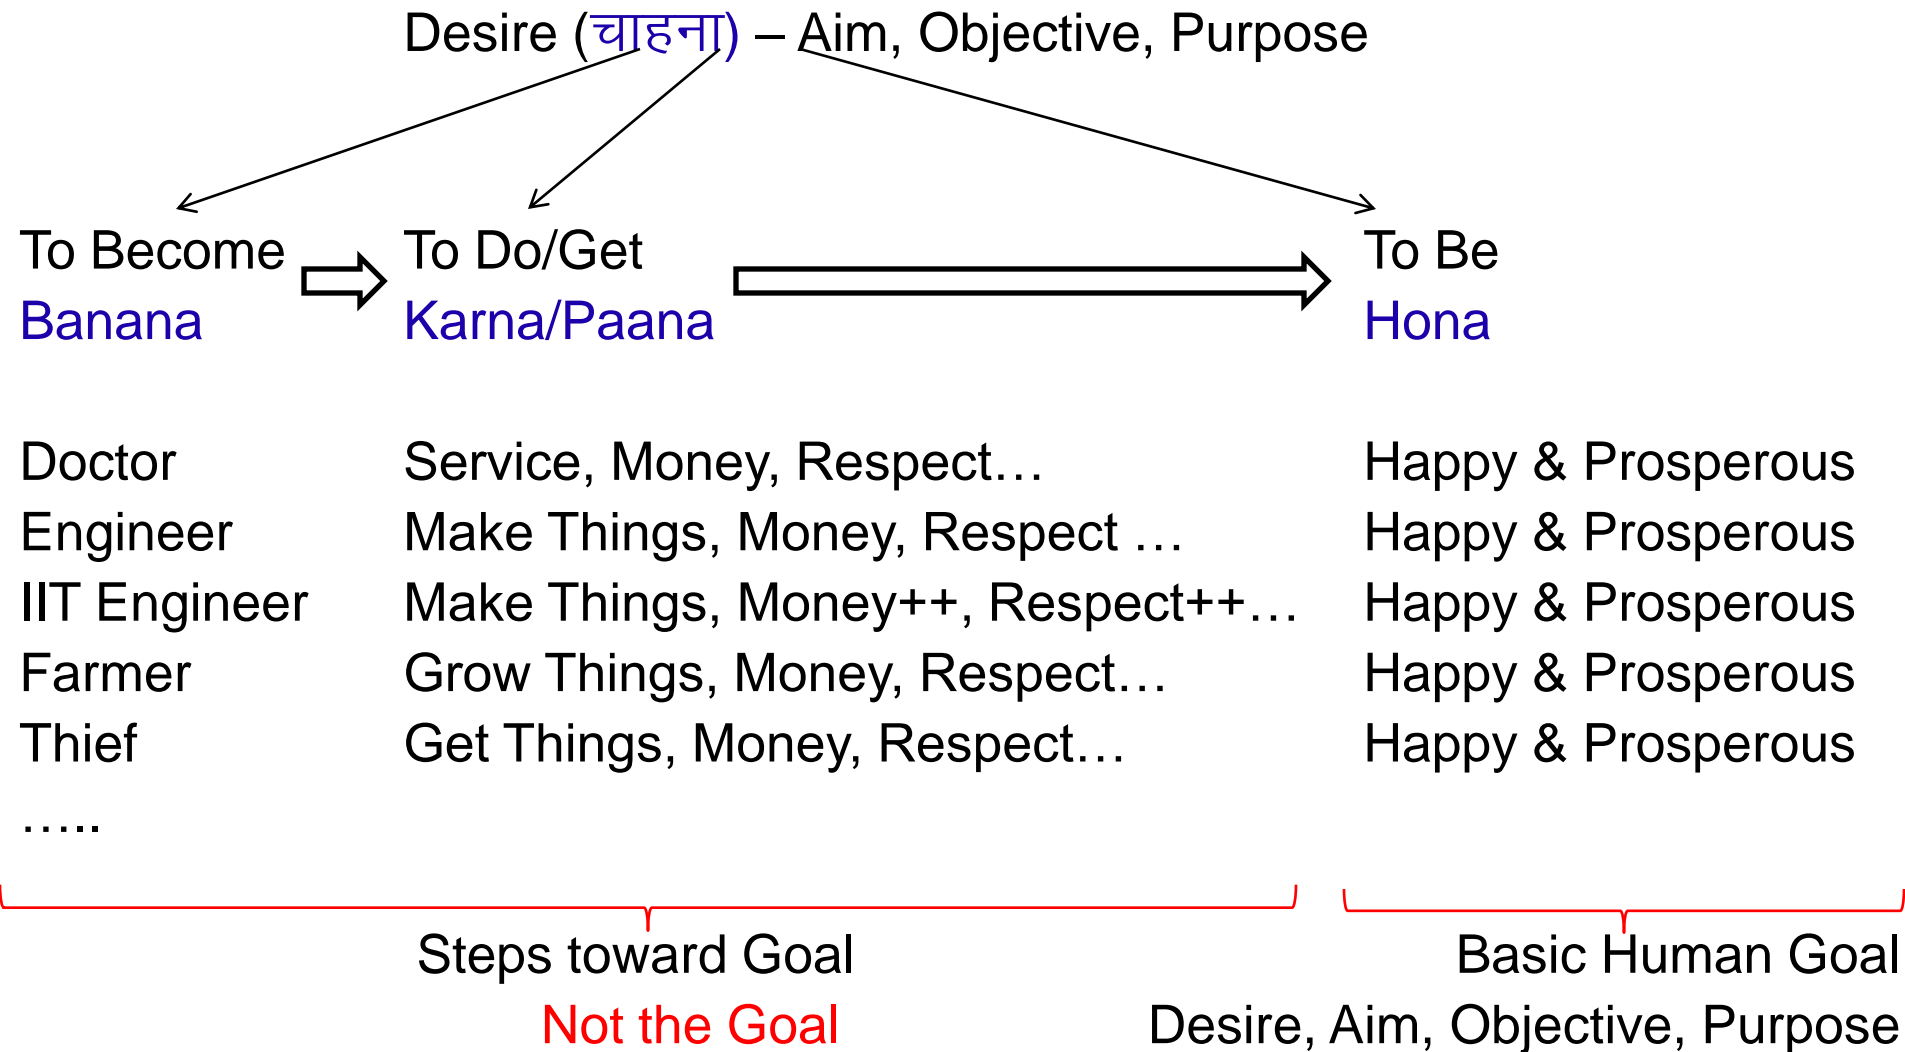 Desire (चाहना) – Aim, Objective, Purpose
To Become To Do/Get To Be
Banana Karna/Paana Hona
Doctor Service, Money, Respect… Happy & Prosperous
Engineer Make Things, Money, Respect … Happy & Prosperous
IIT Engineer Make Things, Money++, Respect++… Happy & Prosperous
Farmer Grow Things, Money, Respect… Happy & Prosperous
Thief Get Things, Money, Respect… Happy & Prosperous
…..
Steps toward Goal Basic Human Goal
Not the Goal Desire, Aim, Objective, Purpose